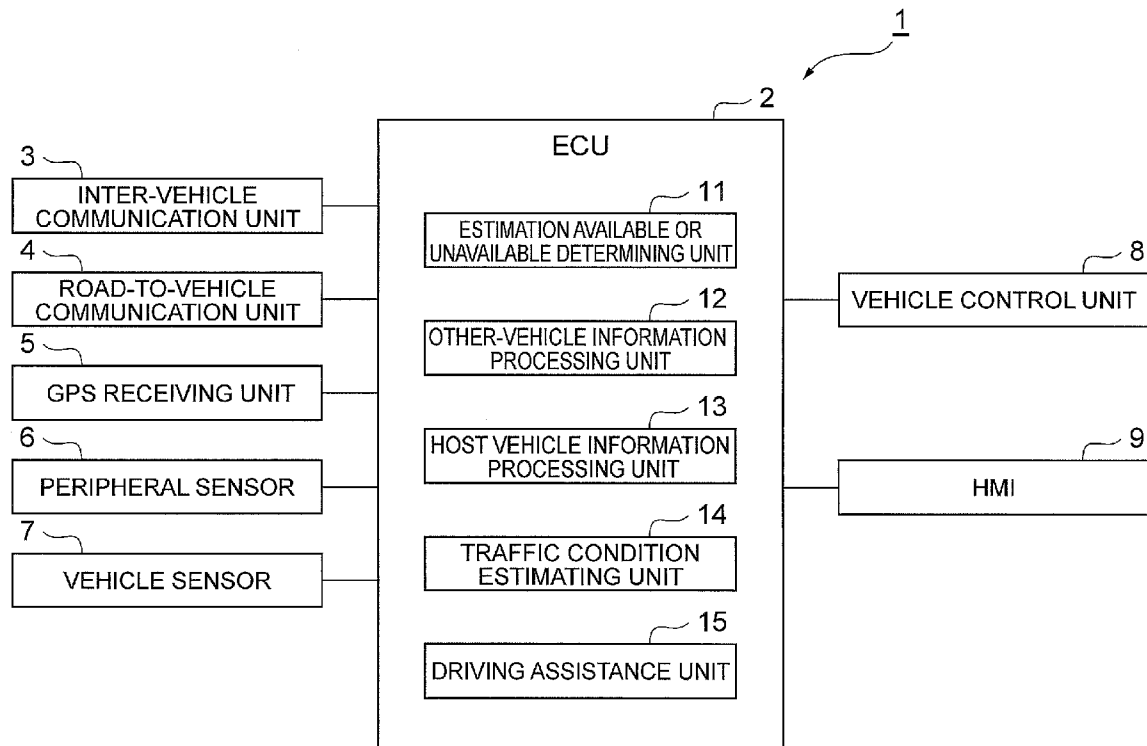 1
2
ECU
3
INTER-VEHICLE
COMMUNICATION UNIT
4
ROAD-TO-VEHICLE
COMMUNICATION UNIT
5
GPS RECEIVING UNIT
6
PERIPHERAL SENSOR
7
VEHICLE SENSOR
11
ESTIMATION AVAILABLE OR
UNAVAILABLE DETERMINING UNIT
12
OTHER-VEHICLE INFORMATION
PROCESSING UNIT
13
HOST VEHICLE INFORMATION
PROCESSING UNIT
14
TRAFFIC CONDITION
ESTIMATING UNIT
15
DRIVING ASSISTANCE UNIT
8
VEHICLE CONTROL UNIT
9
HMI